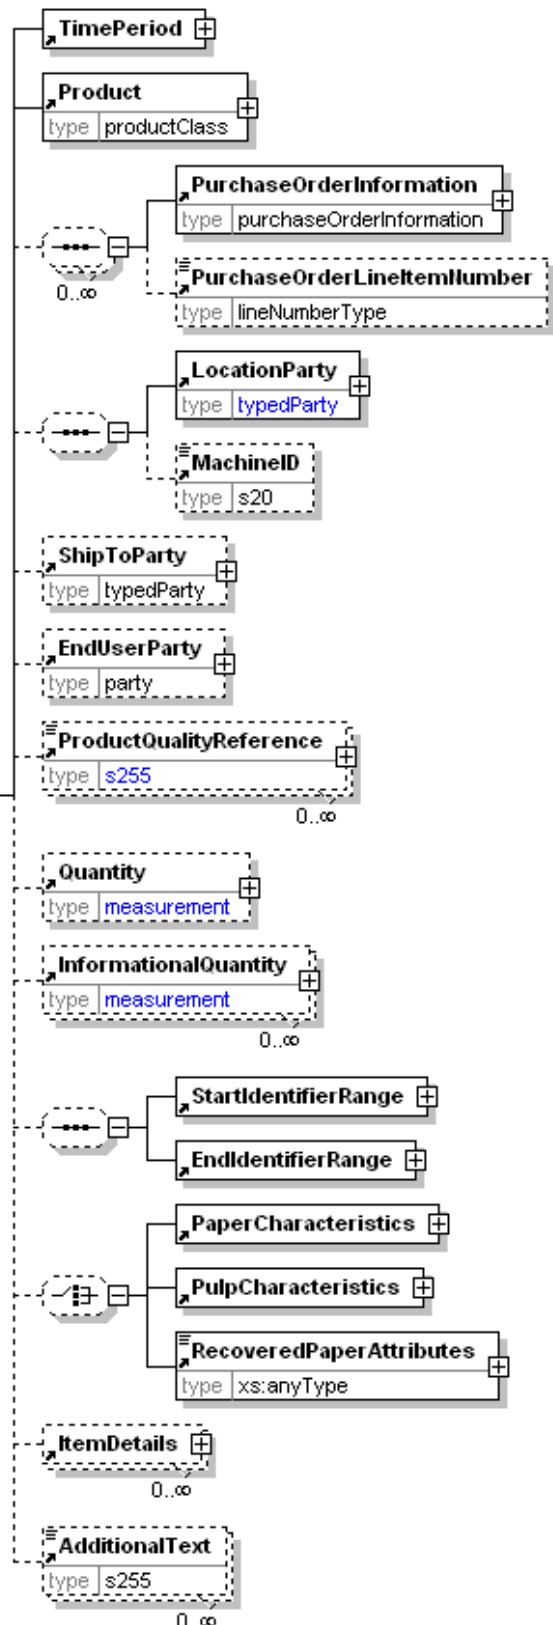 TimePeriod
Product
type productClass
PurchaseOrderInformation
type purchaseOrderInformation
0..∞
PurchaseOrderLineItemNumber
type lineNumberType
LocationParty
type typedParty
MachineID
type s20
ShipToParty
type typedParty
EndUserParty
type party
ProductQualityReference
type s255
0..∞
Quantity
type measurement
InformationalQuantity
type measurement
0..∞
StartIdentifierRange
EndIdentifierRange
PaperCharacteristics
PulpCharacteristics
RecoveredPaperAttributes
type xs:anyType
ItemDetails
0..∞
AdditionalText
type s255
0..∞